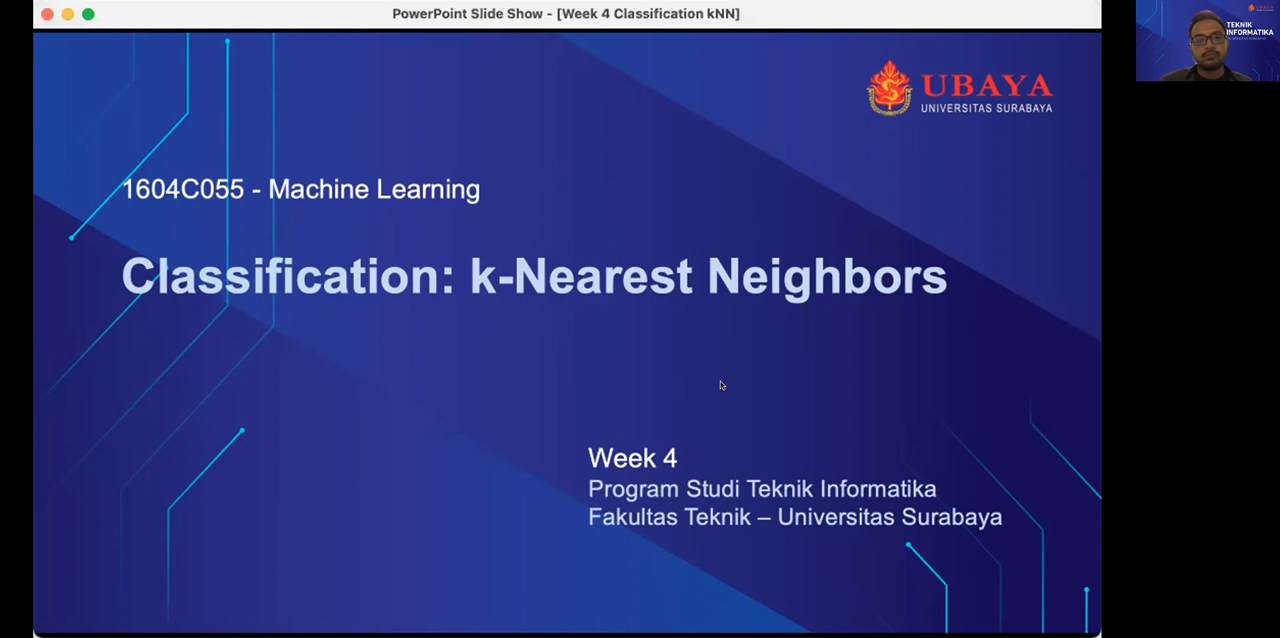 PowerPoint Slide Show - [Week 4 Classification kNN]
UBAYA
UNIVERSITAS SURABAYA
TEKNIK
INFORMATIKA
1604C055 - Machine Learning
Classification: k-Nearest Neighbors
Week 4
Program Studi Teknik Informatika
Fakultas Teknik – Universitas Surabaya